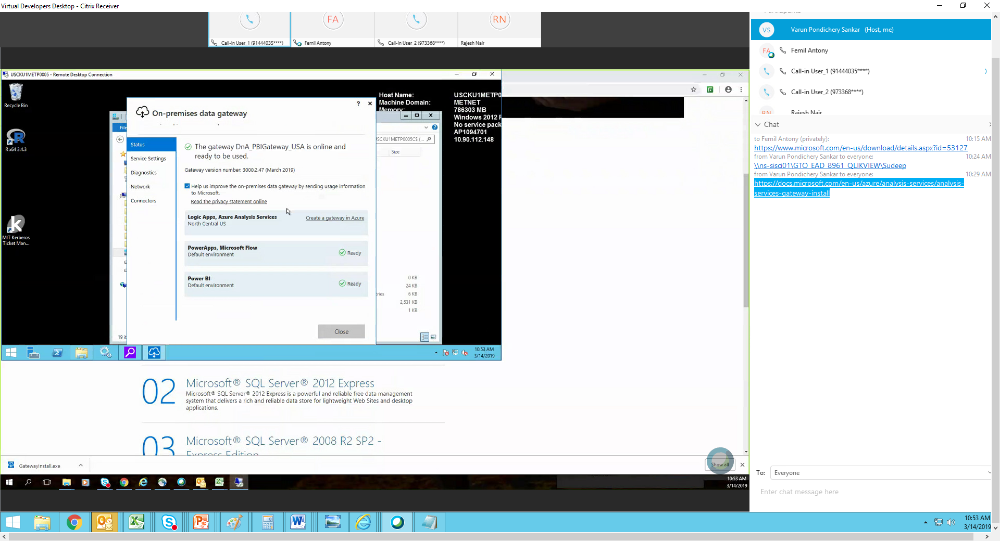 Virtual Developers Desktop - Citrix Receiver
FA
RN
Call-in User_1 (91444035****)
Femil Antony
Call-in User_2 (973368****)
Rajesh Nair
VS
Varun Pondichery Sankar (Host, me)
FA
Femil Antony
Call-in User_1 (91444035****)
Call-in User_2 (973368****)
RN
Rajesh Nair
Chat
to Femil Antony (privately):
10:15 AM
https://www.microsoft.com/en-us/download/details.aspx?id=53127
from Varun Pondichery Sankar to everyone:
10:24 AM
\\ns-sisci01\GTO_EAD_8961_QLIKVIEW\Sudeep
from Varun Pondichery Sankar to everyone:
10:29 AM
https://docs.microsoft.com/en-us/azure/analysis-services/analysis-
services-gateway-install
To:
Everyone
Enter chat message here
USCKU1METP0005 - Remote Desktop Connection
Recycle Bin
R x64 3.4.3
MIT Kerberos
Ticket Man...
Host Name:
USCKU1METP0
Machine Domain:
METNET
Memory:
786303 MB
Windows 2012 
No service pack
AP1094701
10.90.112.148
File
SCKU1METP0005C$ (...
Size
0 KB
24 KB
ries
6 KB
2,531 KB
1 KB
19 it
?
On-premises data gateway
Status
Service Settings
Diagnostics
Network
Connectors
The gateway DnA_PBIGateway_USA is online and
ready to be used.
Gateway version number: 3000.2.47 (March 2019)
Help us improve the on-premises data gateway by sending usage information
to Microsoft.
Read the privacy statement online
Logic Apps, Azure Analysis Services
North Central US
Create a gateway in Azure
PowerApps, Microsoft Flow
Default environment
Ready
Power BI
Default environment
Ready
Close
10:53 AM
3/14/2019
02
Microsoft® SQL Server® 2012 Express
Microsoft® SQL Server® 2012 Express is a powerful and reliable free data management
system that delivers a rich and reliable data store for lightweight Web Sites and desktop
applications.
03
Microsoft® SQL Server® 2008 R2 SP2 -
Express Edition
GatewayInstall.exe
Show all
10:53 AM
3/14/2019
10:53 AM
3/14/2019